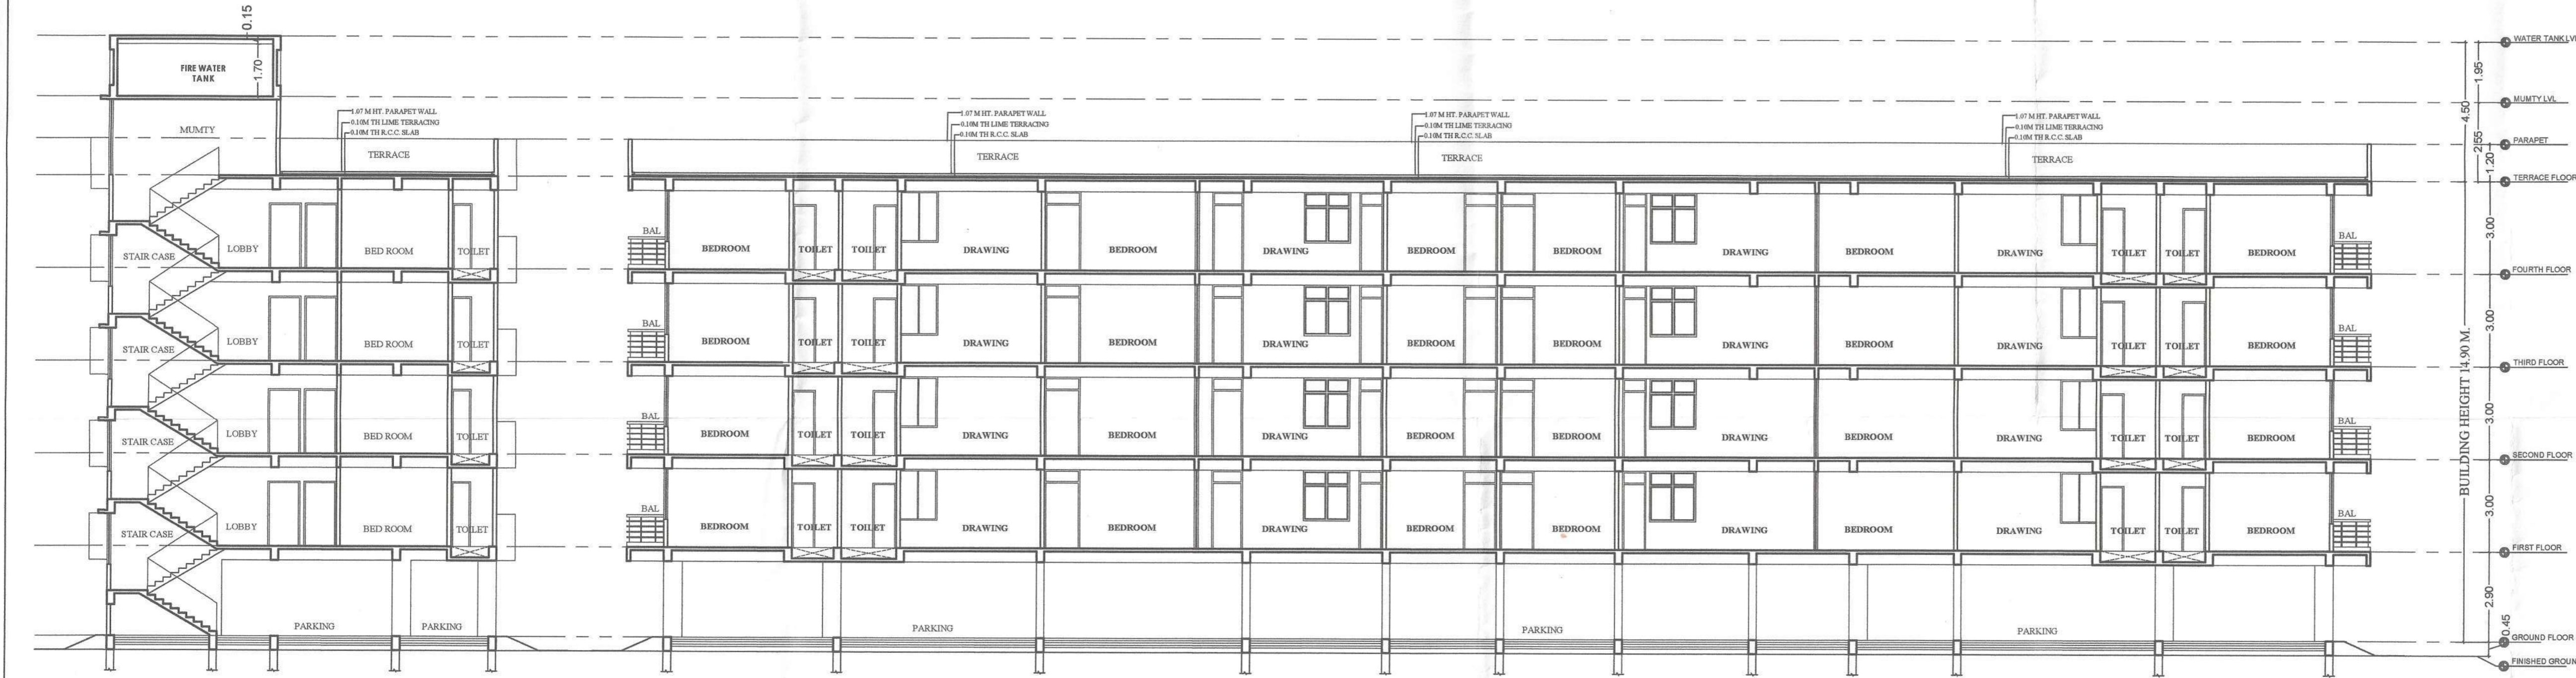 0.15
FIRE WATER
TANK
1.70
MUMTY
1.07 M HT. PARAPET WALL
0.10M TH LIME TERRACING
0.10M TH R.C.C. SLAB
TERRACE
1.07 M HT. PARAPET WALL
0.10M TH LIME TERRACING
0.10M TH R.C.C. SLAB
TERRACE
1.07 M HT. PARAPET WALL
0.10M TH LIME TERRACING
0.10M TH R.C.C. SLAB
TERRACE
1.07 M HT. PARAPET WALL
0.10M TH LIME TERRACING
0.10M TH R.C.C. SLAB
TERRACE
STAIR CASE LOBBY BED ROOM TOILET
BAL BEDROOM TOILET TOILET DRAWING BEDROOM DRAWING BEDROOM BEDROOM DRAWING BEDROOM DRAWING TOILET TOILET BEDROOM BAL
STAIR CASE LOBBY BED ROOM TOILET
BAL BEDROOM TOILET TOILET DRAWING BEDROOM DRAWING BEDROOM BEDROOM DRAWING BEDROOM DRAWING TOILET TOILET BEDROOM BAL
STAIR CASE LOBBY BED ROOM TOILET
BAL BEDROOM TOILET TOILET DRAWING BEDROOM DRAWING BEDROOM BEDROOM DRAWING BEDROOM DRAWING TOILET TOILET BEDROOM BAL
STAIR CASE LOBBY BED ROOM TOILET
BAL BEDROOM TOILET TOILET DRAWING BEDROOM DRAWING BEDROOM BEDROOM DRAWING BEDROOM DRAWING TOILET TOILET BEDROOM BAL
PARKING PARKING PARKING PARKING PARKING
WATER TANK LV
1.95
MUMTY LVL
4.50
2.55
PARAPET
1.20
TERRACE FLOOR
3.00
FOURTH FLOOR
3.00
THIRD FLOOR
3.00
SECOND FLOOR
3.00
FIRST FLOOR
2.90
BUILDING HEIGHT 14.90 M.
0.45
GROUND FLOOR
FINISHED GROUN